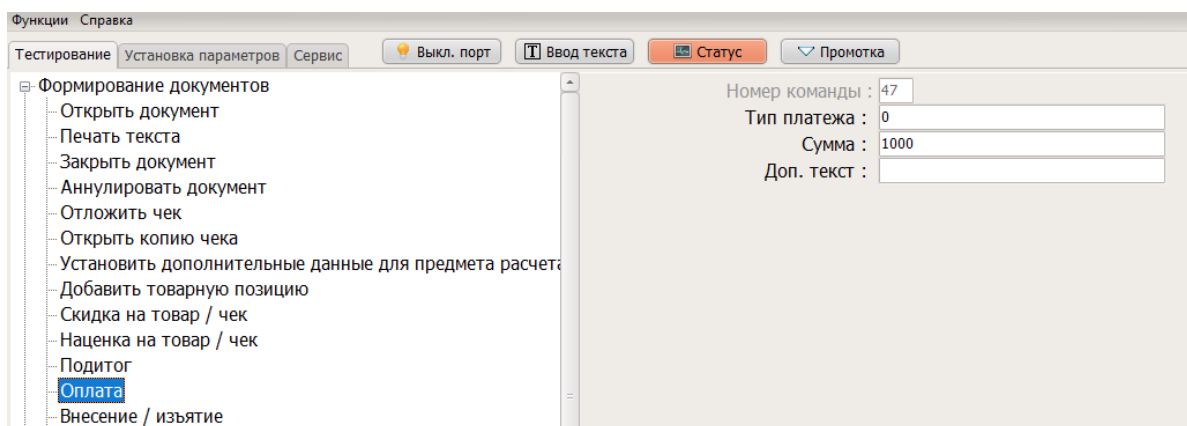 Функции Справка
Тестирование Установка параметров Сервис Выкл. порт T Ввод текста Статус Промотка
Формирование документов
Открыть документ
Печать текста
Закрыть документ
Аннулировать документ
Отложить чек
Открыть копию чека
Установить дополнительные данные для предмета расчета
Добавить товарную позицию
Скидка на товар / чек
Наценка на товар / чек
Подитог
Оплата
Внесение / изъятие
Номер команды : 47
Тип платежа : 0
Сумма : 1000
Доп. текст :